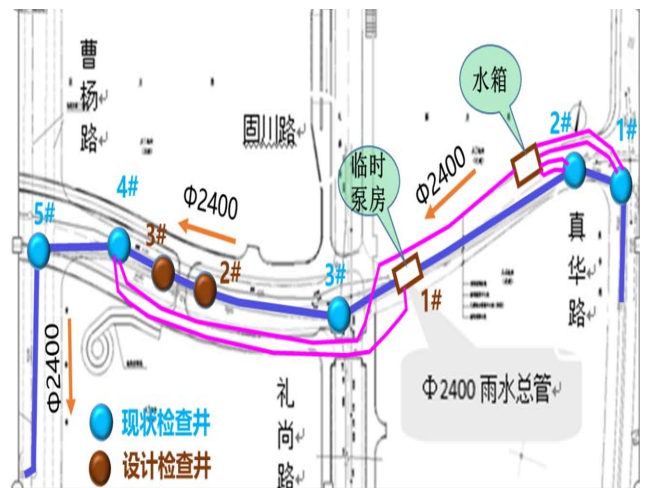 水箱
2#
1#
曹杨路
固川路
临时
泵房
Φ2400
4#
Φ2400
5#
3#
2#
真华路
3#
1#
Φ2400
Φ2400 雨水总管
礼尚路
现状检查井
设计检查井